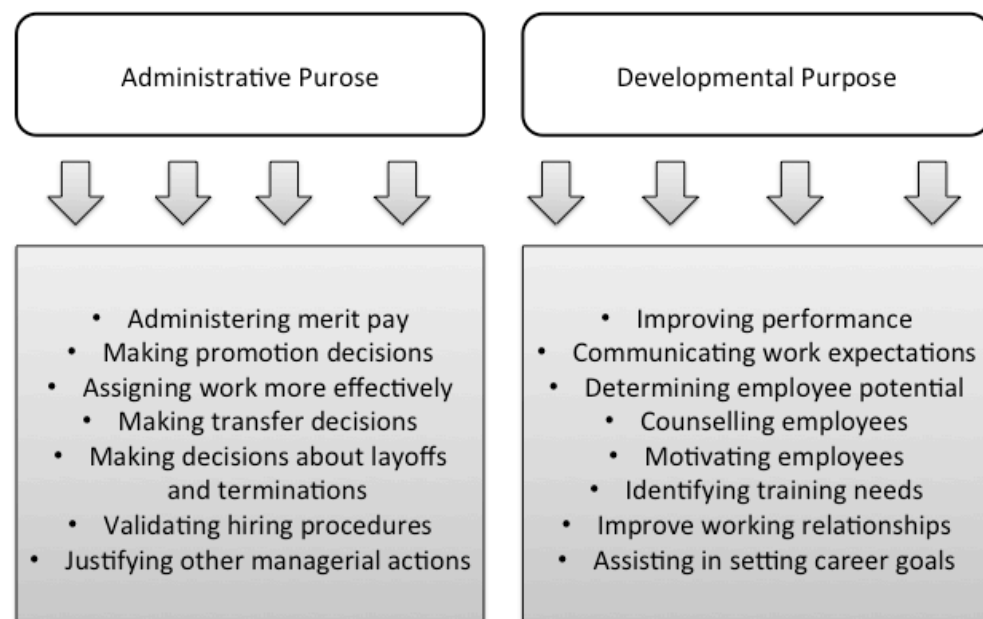 Administrative Purose
• Administering merit pay
• Making promotion decisions
• Assigning work more effectively
• Making transfer decisions
• Making decisions about layoffs
and terminations
• Validating hiring procedures
• Justifying other managerial actions
Developmental Purpose
• Improving performance
• Communicating work expectations
• Determining employee potential
• Counselling employees
• Motivating employees
• Identifying training needs
• Improve working relationships
• Assisting in setting career goals